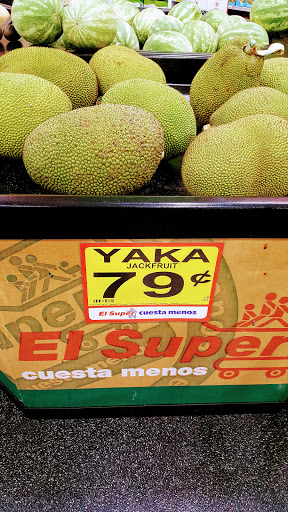 YAKA
JACKFRUIT
79¢
El Super cuesta menos
El Super
cuesta menos